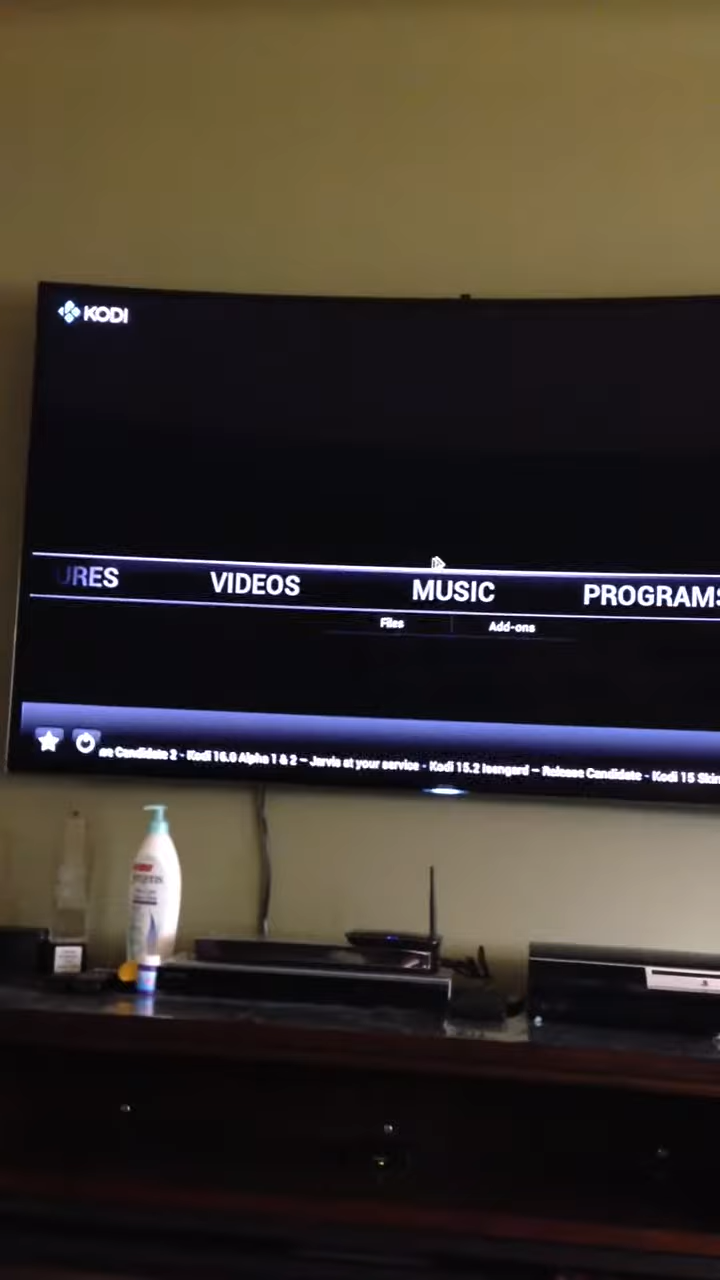 KODI
URES VIDEOS MUSIC PROGRAMS
Files Add-ons
Candidate 2 - Kodi 16.0 Alpha 1 & 2 – Jarvis at your service - Kodi 15.2 Isengard – Release Candidate - Kodi 15 Skin